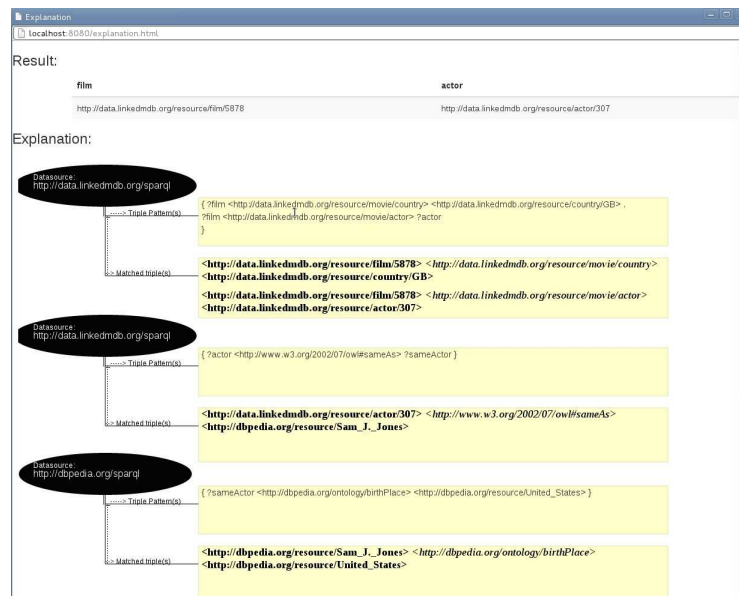 Explanation
localhost:8080/explanation.html
Result:
film actor
http://data.linkedmdb.org/resource/film/5878 http://data.linkedmdb.org/resource/actor/307
Explanation:
Datasource:
http://data.linkedmdb.org/sparql
-----> Triple Pattern(s)
{ ?film <http://data.linkedmdb.org/resource/movie/country> <http://data.linkedmdb.org/resource/country/GB> .
?film <http://data.linkedmdb.org/resource/movie/actor> ?actor
}
-> Matched triple(s)
<http://data.linkedmdb.org/resource/film/5878> <http://data.linkedmdb.org/resource/movie/country>
<http://data.linkedmdb.org/resource/country/GB>
<http://data.linkedmdb.org/resource/film/5878> <http://data.linkedmdb.org/resource/movie/actor>
<http://data.linkedmdb.org/resource/actor/307>
Datasource:
http://data.linkedmdb.org/sparql
-----> Triple Pattern(s)
{ ?actor <http://www.w3.org/2002/07/owl#sameAs> ?sameActor }
-> Matched triple(s)
<http://data.linkedmdb.org/resource/actor/307> <http://www.w3.org/2002/07/owl#sameAs>
<http://dbpedia.org/resource/Sam_J._Jones>
Datasource:
http://dbpedia.org/sparql
-----> Triple Pattern(s)
{ ?sameActor <http://dbpedia.org/ontology/birthPlace> <http://dbpedia.org/resource/United_States> }
-> Matched triple(s)
<http://dbpedia.org/resource/Sam_J._Jones> <http://dbpedia.org/ontology/birthPlace>
<http://dbpedia.org/resource/United_States>